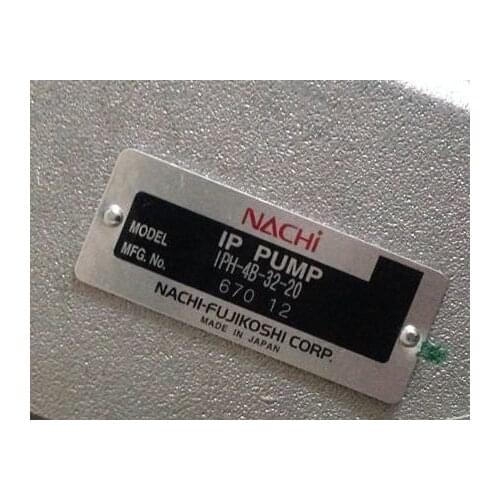 NACHi
IP PUMP
MODEL IPH-4B-32-20
MFG. No. 670 12
NACHI-FUJIKOSHI CORP.
MADE IN JAPAN